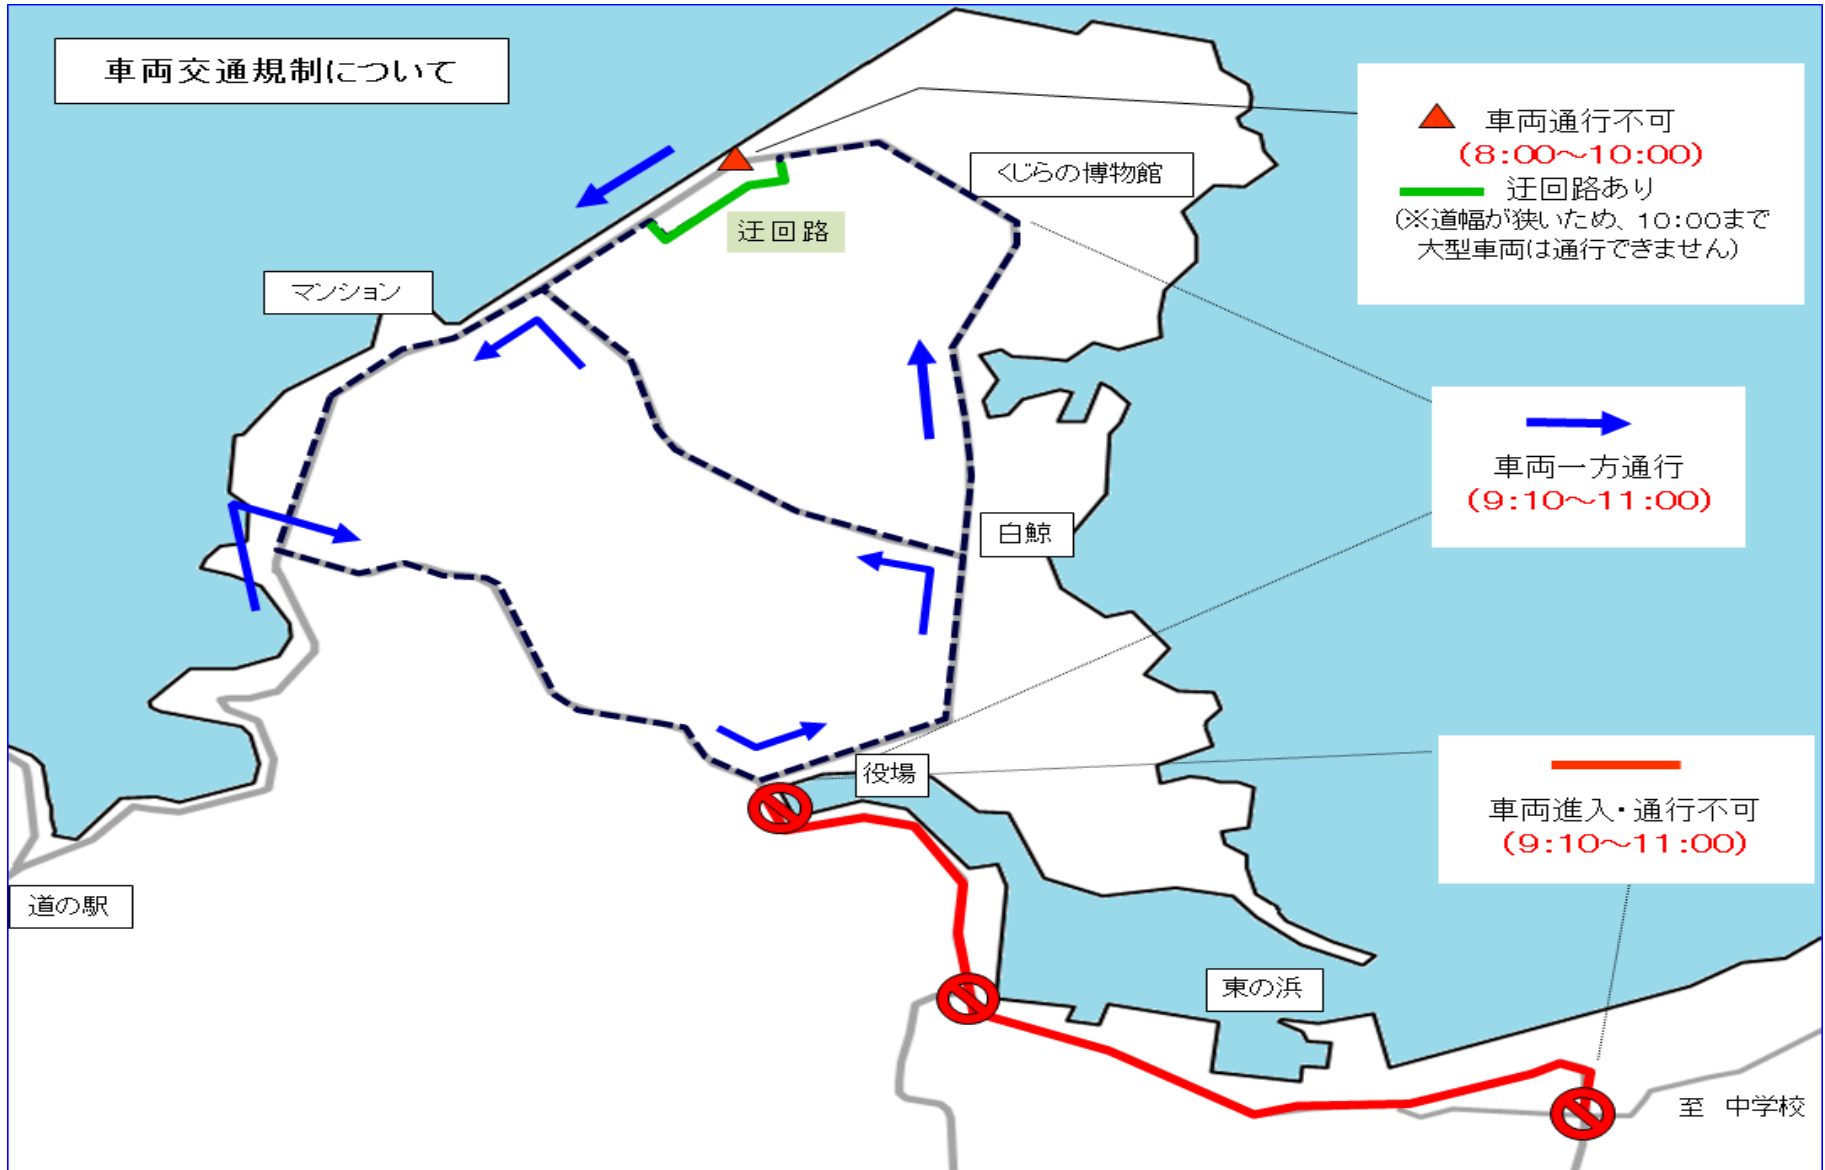 車両交通規制について
車両通行不可
(8:00～10:00)
迂回路あり
(※道幅が狭いため、10:00まで
大型車両は通行できません)
くじらの博物館
迂回路
マンション
車両一方通行
(9:10～11:00)
白鯨
役場
車両進入・通行不可
(9:10～11:00)
道の駅
東の浜
至 中学校